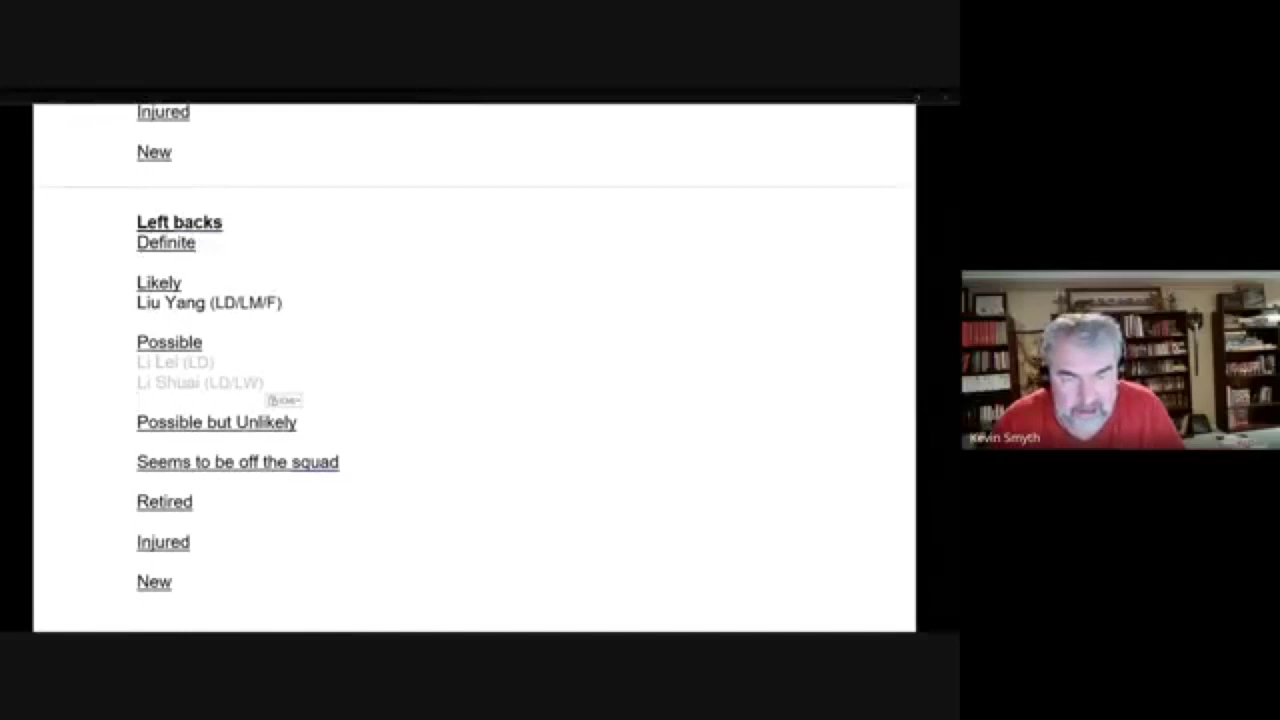 Injured
New
Left backs
Definite
Likely
Liu Yang (LD/LM/F)
Possible
Li Lei (LD)
Li Shuai (LD/LW)
Possible but Unlikely
Seems to be off the squad
Retired
Injured
New
Kevin Smyth